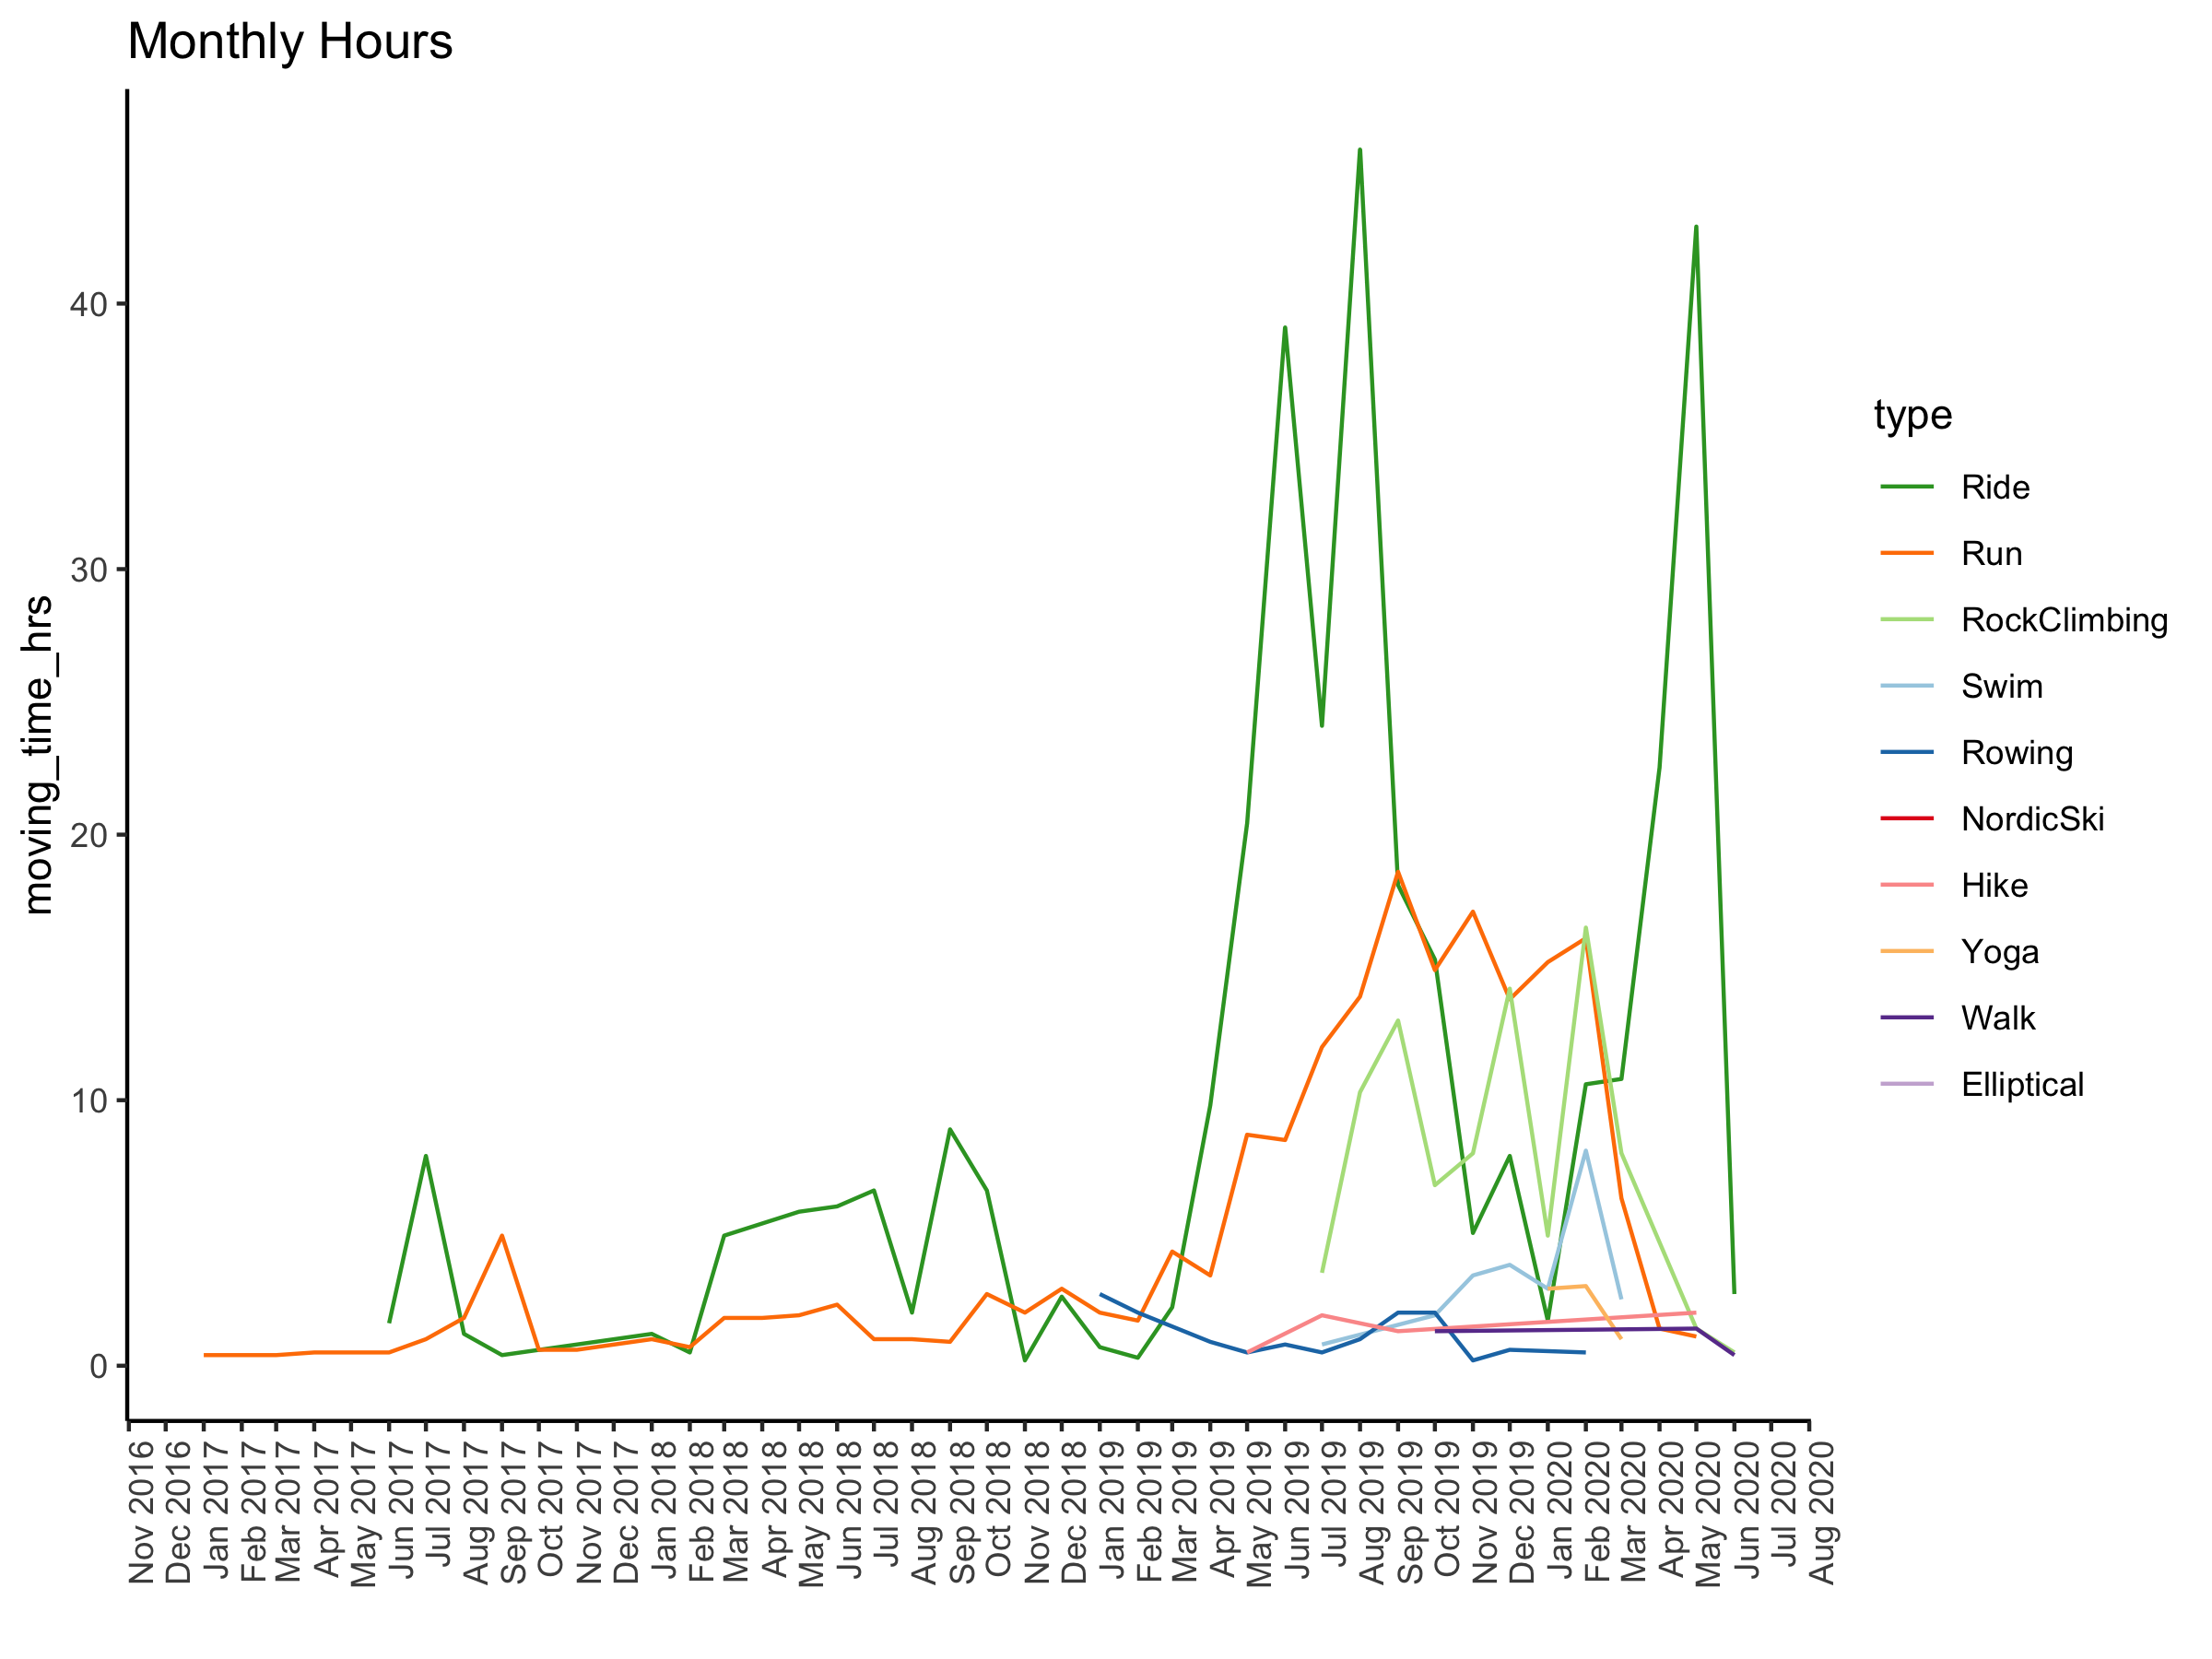 Monthly Hours
moving_time_hrs
40
30
20
10
0
Nov 2016
Dec 2016
Jan 2017
Feb 2017
Mar 2017
Apr 2017
May 2017
Jun 2017
Jul 2017
Aug 2017
Sep 2017
Oct 2017
Nov 2017
Dec 2017
Jan 2018
Feb 2018
Mar 2018
Apr 2018
May 2018
Jun 2018
Jul 2018
Aug 2018
Sep 2018
Oct 2018
Nov 2018
Dec 2018
Jan 2019
Feb 2019
Mar 2019
Apr 2019
May 2019
Jun 2019
Jul 2019
Aug 2019
Sep 2019
Oct 2019
Nov 2019
Dec 2019
Jan 2020
Feb 2020
Mar 2020
Apr 2020
May 2020
Jun 2020
Jul 2020
Aug 2020
type
Ride
Run
RockClimbing
Swim
Rowing
NordicSki
Hike
Yoga
Walk
Elliptical